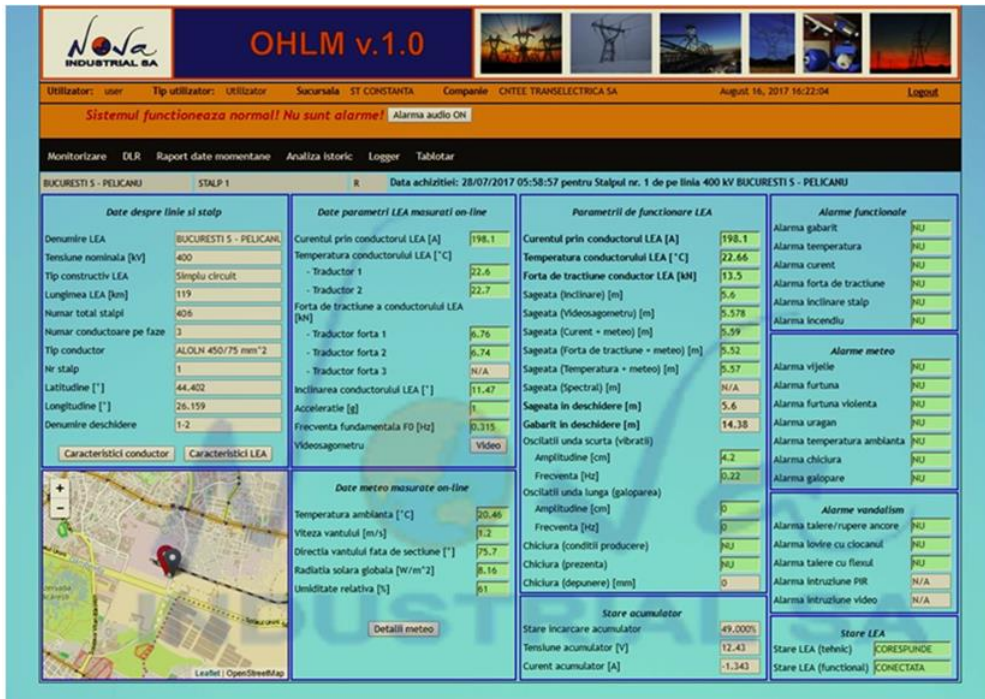 Nova
INDUSTRIAL SA
OHLM v.1.0
Utilizator: user Tip utilizator: Utilizator Sucursala ST CONSTANTA Companie CNTEE TRANSELECTRICA SA August 16, 2017 16:22:04 Logout
Sistemul functioneaza normal! Nu sunt alarme! Alarma audio ON
Monitorizare DLR Raport date momentane Analiza istoric Logger Tablotar
BUCURESTI S - PELICANU STALP 1 R Data achizitiei: 28/07/2017 05:58:57 pentru Stalpul nr. 1 de pe linia 400 kV BUCURESTI S - PELICANU
Date despre linie si stalp
Denumire LEA BUCURESTI S - PELICANU
Tensiune nominala [kV] 400
Tip constructiv LEA Simplu circuit
Lungimea LEA [km] 119
Numar total stalpi 406
Numar conductoare pe faze 3
Tip conductor ALOLN 450/75 mm^2
Nr stalp 1
Latitudine [°] 44.402
Longitudine [°] 26.159
Denumire deschidere 1-2
Caracteristici conductor Caracteristici LEA
+
-
Leaflet | OpenStreetMap
Date parametri LEA masurati on-line
Curentul prin conductorul LEA [A] 198.1
Temperatura conductorului LEA [°C]
- Traductor 1 22.6
- Traductor 2 22.7
Forta de tractiune a conductorului LEA
[kN]
- Traductor forta 1 6.76
- Traductor forta 2 6.74
- Traductor forta 3 N/A
Inclinarea conductorului LEA [°] 11.47
Acceleratie [g] 1
Frecventa fundamentala F0 [Hz] 0.315
Videosagometru Video
Date meteo masurate on-line
Temperatura ambianta [°C] 20.46
Viteza vantului [m/s] 1.2
Directia vantului fata de sectiune [°] 75.7
Radiatia solara globala [W/m^2] 8.16
Umiditate relativa [%] 61
Detalii meteo
Parametrii de functionare LEA
Curentul prin conductorul LEA [A] 198.1
Temperatura conductorului LEA [°C] 22.66
Forta de tractiune conductor LEA [kN] 13.5
Sageata (Inclinare) [m] 5.6
Sageata (Videosagometru) [m] 5.578
Sageata (Curent + meteo) [m] 5.59
Sageata (Forta de tractiune + meteo) [m] 5.52
Sageata (Temperatura + meteo) [m] 5.57
Sageata (Spectral) [m] N/A
Sageata in deschidere [m] 5.6
Gabarit in deschidere [m] 14.38
Oscilatii unda scurta (vibratii)
Amplitudine [cm] 4.2
Frecventa [Hz] 0.22
Oscilatii unda lunga (galoparea)
Amplitudine [cm] 0
Frecventa [Hz] 0
Chiciura (conditii producere) NU
Chiciura (prezenta) NU
Chiciura (depunere) [mm] 0
Stare acumulator
Stare incarcare acumulator 49.000%
Tensiune acumulator [V] 12.43
Curent acumulator [A] -1.343
Alarme functionale
Alarma gabarit NU
Alarma temperatura NU
Alarma curent NU
Alarma forta de tractiune NU
Alarma inclinare stalp NU
Alarma incendiu NU
Alarme meteo
Alarma vijelie NU
Alarma furtuna NU
Alarma furtuna violenta NU
Alarma uragan NU
Alarma temperatura ambianta NU
Alarma chiciura NU
Alarma galopare NU
Alarme vandalism
Alarma taiere/rupere ancore NU
Alarma lovire cu ciocanul NU
Alarma taiere cu flexul NU
Alarma intruziune PIR N/A
Alarma intruziune video N/A
Stare LEA
Stare LEA (tehnic) CORESPUNDE
Stare LEA (functional) CONECTATA
INDUSTRIAL SA